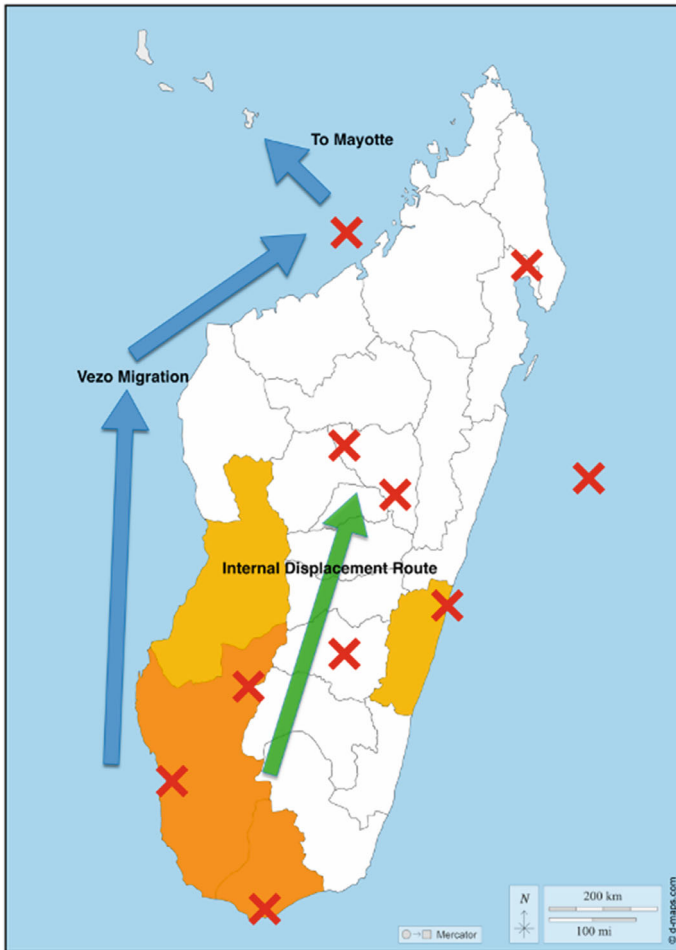 To Mayotte
Vezo Migration
Internal Displacement Route
N
200 km
100 mi
Mercator
© d-maps.com